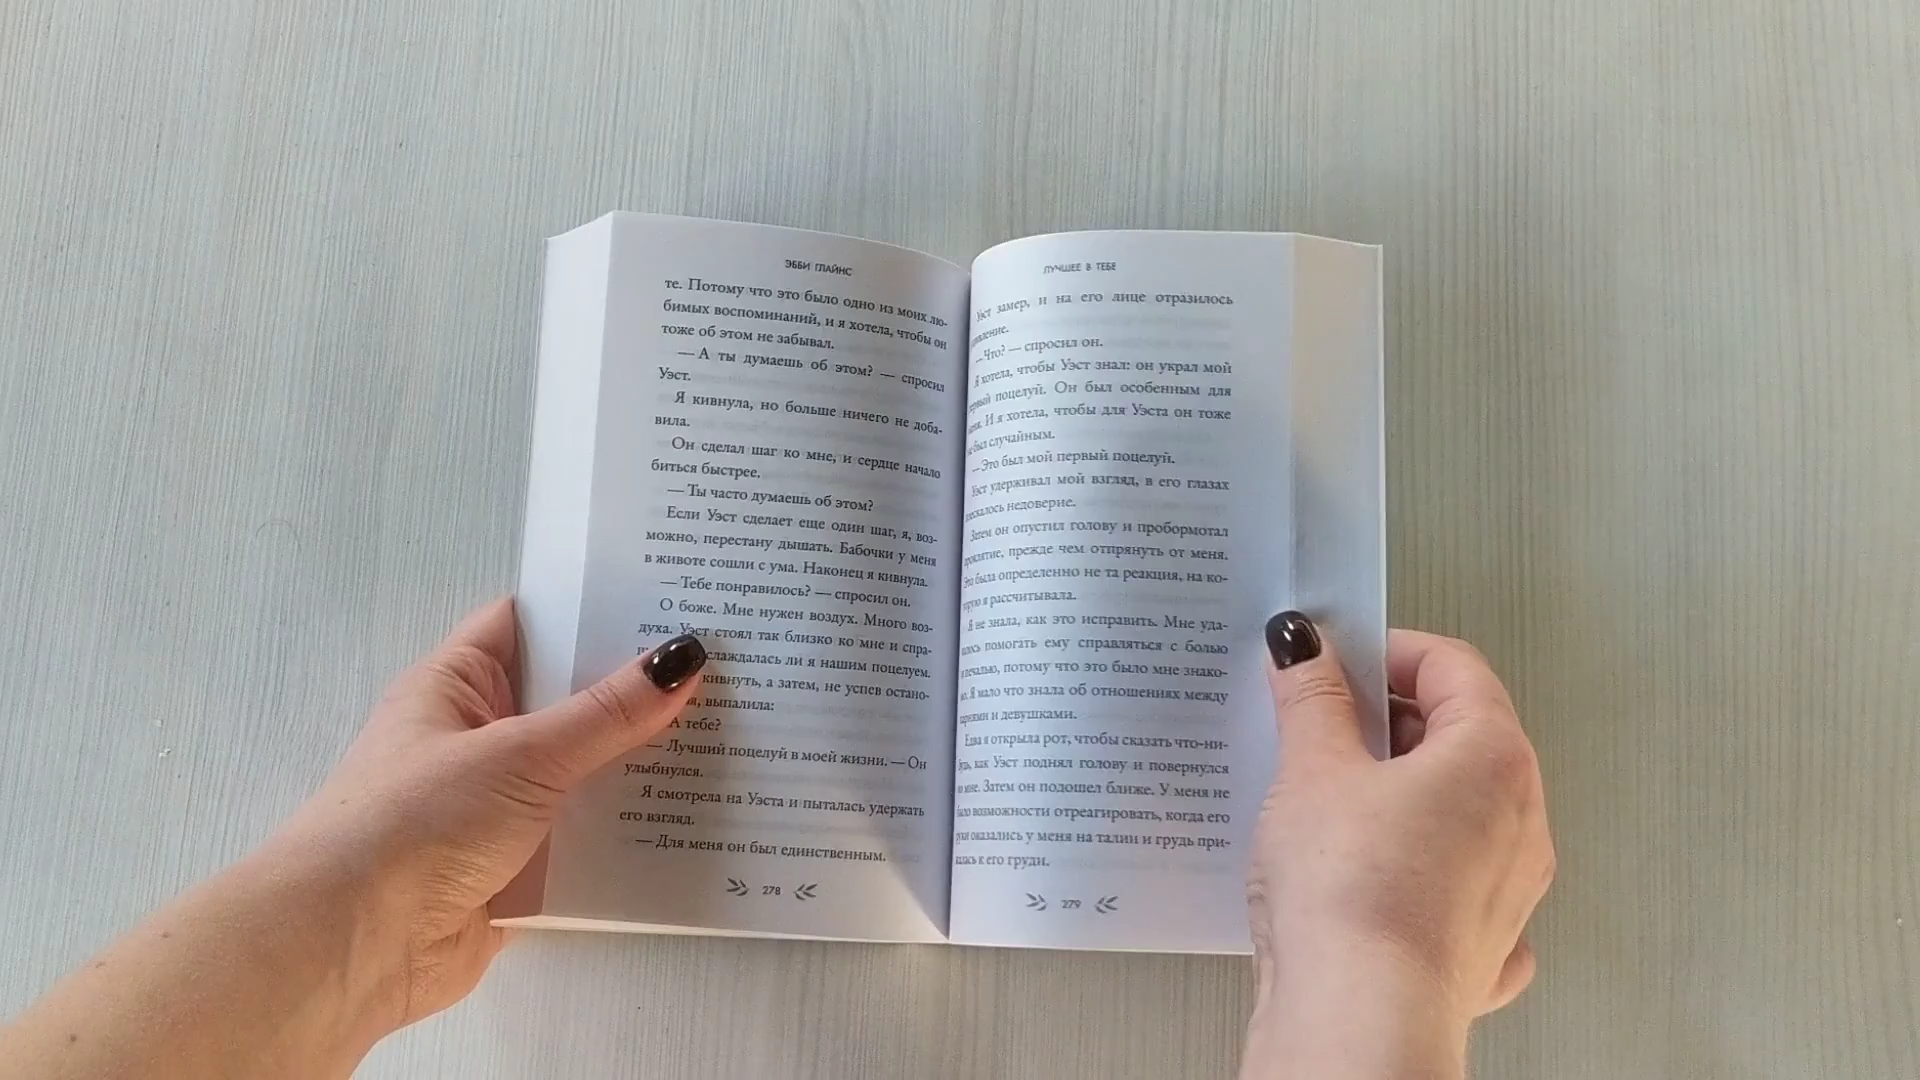 ЭББИ ГЛАЙНС
те. Потому что это было одно из моих лю-
бимых воспоминаний, и я хотела, чтобы он
тоже об этом не забывал.
— А ты думаешь об этом? — спросил
Уэст.
Я кивнула, но больше ничего не доба-
вила.
Он сделал шаг ко мне, и сердце начало
биться быстрее.
— Ты часто думаешь об этом?
Если Уэст сделает еще один шаг, я, воз-
можно, перестану дышать. Бабочки у меня
в животе сошли с ума. Наконец я кивнула.
— Тебе понравилось? — спросил он.
О боже. Мне нужен воздух. Много воз-
духа. Уэст стоял так близко ко мне и спра-
слаждалась ли я нашим поцелуем.
кивнуть, а затем, не успев остано-
выпалила:
А тебе?
— Лучший поцелуй в моей жизни. — Он
улыбнулся.
Я смотрела на Уэста и пыталась удержать
его взгляд.
— Для меня он был единственным.
278
ЛУЧШЕЕ В ТЕБЕ
Уэст замер, и на его лице отразилось
— Что? — спросил он.
Я хотела, чтобы Уэст знал: он украл мой
поцелуй. Он был особенным для
И я хотела, чтобы для Уэста он тоже
был случайным.
— Это был мой первый поцелуй.
Уэст удерживал мой взгляд, в его глазах
недоверие.
Затем он опустил голову и пробормотал
проклятие, прежде чем отпрянуть от меня.
Это была определенно не та реакция, на ко-
торую я рассчитывала.
Я не знала, как это исправить. Мне уда-
помогать ему справляться с болью
потому что это было мне знако-
Я мало что знала об отношениях между
и девушками.
Едва я открыла рот, чтобы сказать что-ни-
как Уэст поднял голову и повернулся
Затем он подошел ближе. У меня не
возможности отреагировать, когда его
руки оказались у меня на талии и грудь при-
к его груди.
279